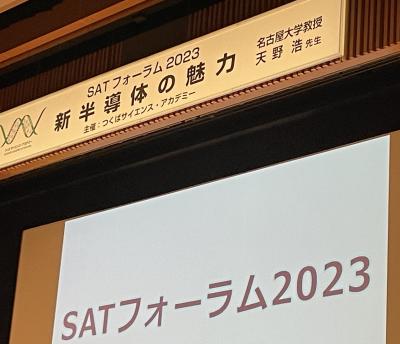 SATフォーラム2023
新半導体の魅力
主催：つくばサイエンス・アカデミー
名古屋大学教授
天野 浩 先生
SATフォーラム2023